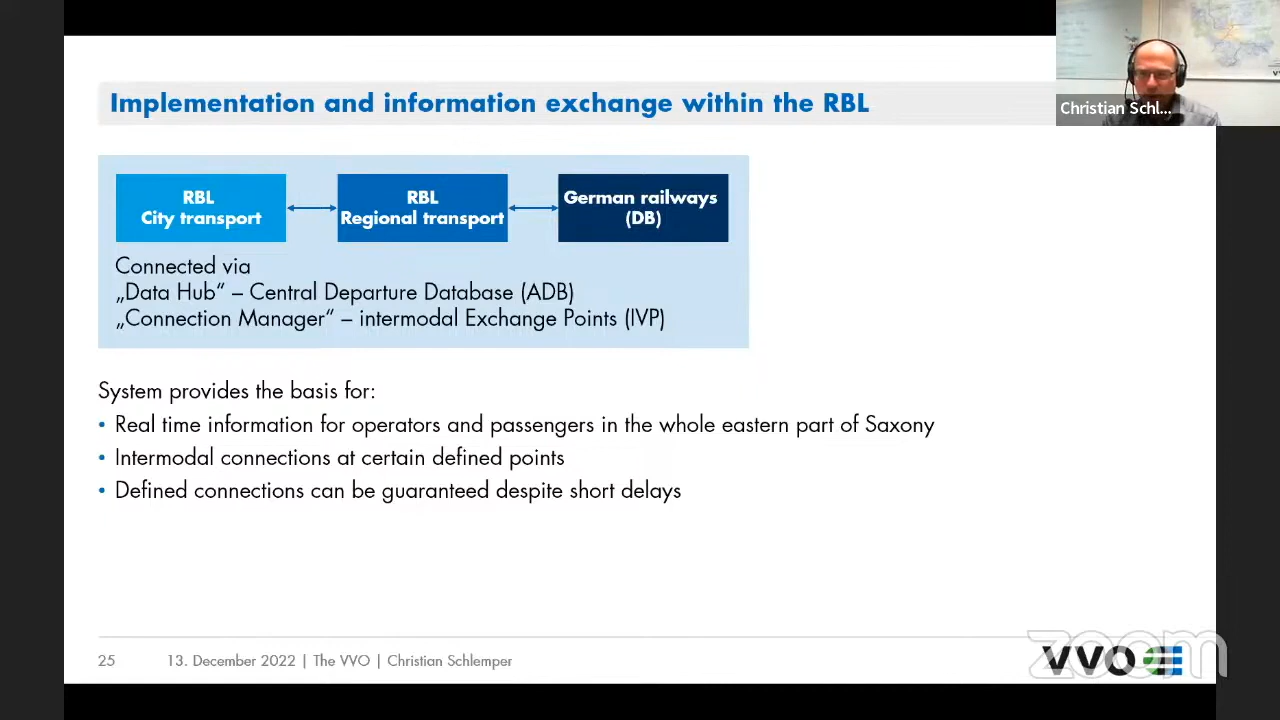 Implementation and information exchange within the RBL
Christian Schl...
RBL
City transport
RBL
Regional transport
German railways
(DB)
Connected via
„Data Hub“ – Central Departure Database (ADB)
„Connection Manager“ – intermodal Exchange Points (IVP)
System provides the basis for:
• Real time information for operators and passengers in the whole eastern part of Saxony
• Intermodal connections at certain defined points
• Defined connections can be guaranteed despite short delays
25
13. December 2022 | The VVO | Christian Schlemper
VVO
zoom